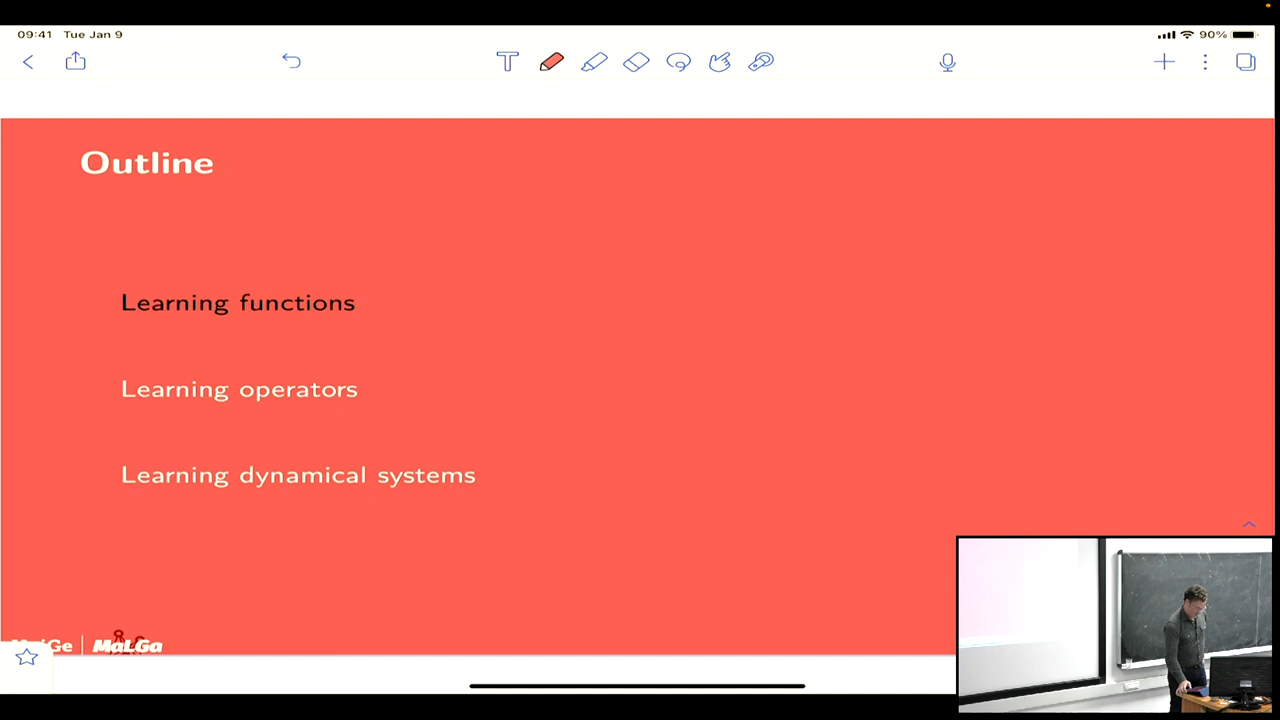 09:41 Tue Jan 9
90%
Outline
Learning functions
Learning operators
Learning dynamical systems
MaLGa